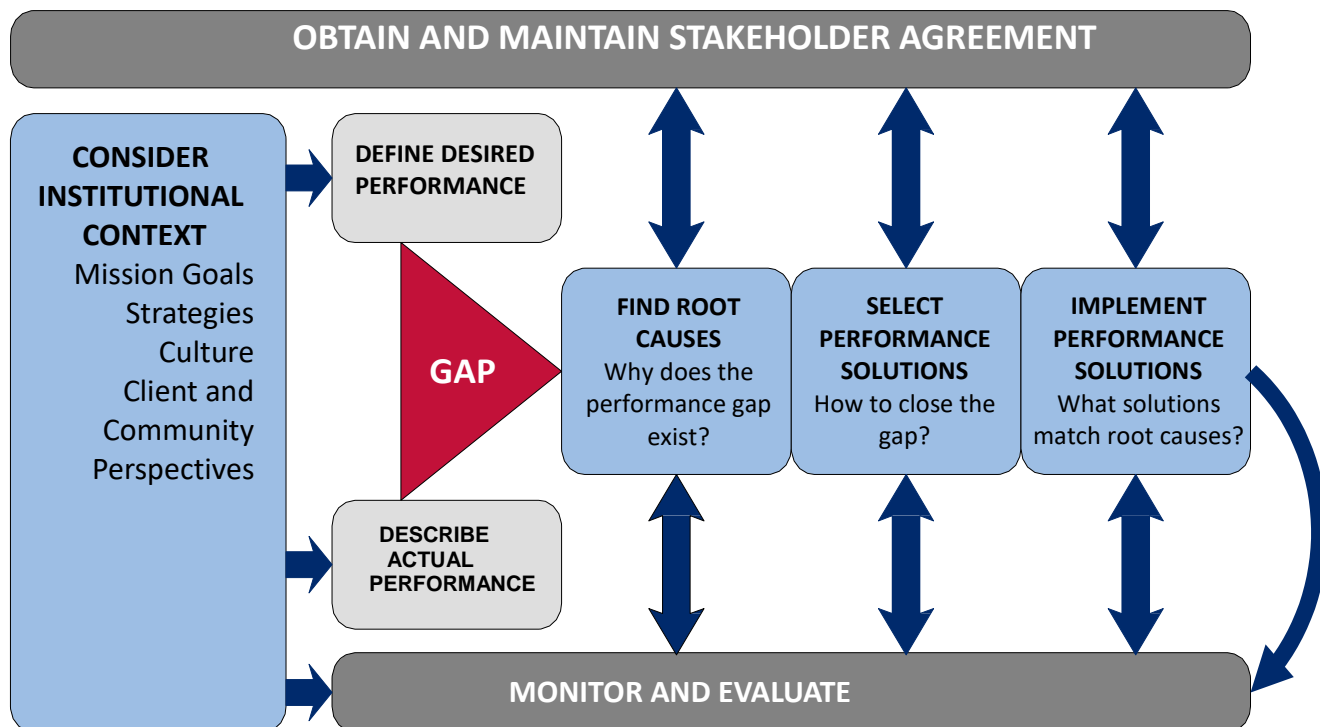 OBTAIN AND MAINTAIN STAKEHOLDER AGREEMENT
CONSIDER
INSTITUTIONAL
CONTEXT
Mission Goals
Strategies
Culture
Client and
Community
Perspectives
DEFINE DESIRED
PERFORMANCE
GAP
DESCRIBE
ACTUAL
PERFORMANCE
FIND ROOT
CAUSES
Why does the
performance gap
exist?
SELECT
PERFORMANCE
SOLUTIONS
How to close the
gap?
IMPLEMENT
PERFORMANCE
SOLUTIONS
What solutions
match root causes?
MONITOR AND EVALUATE